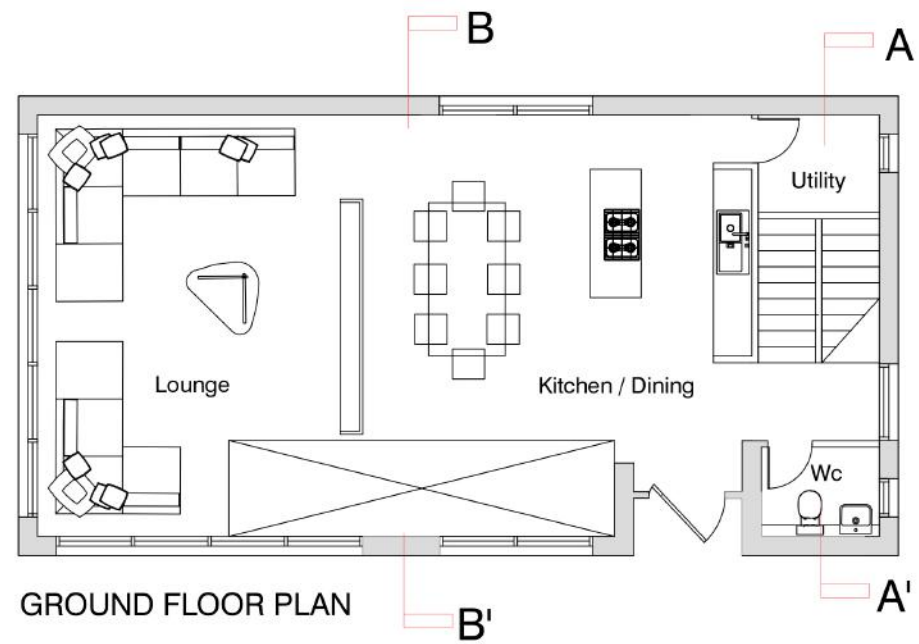 B
A
Utility
Lounge
Kitchen / Dining
Wc
GROUND FLOOR PLAN
B'
A'